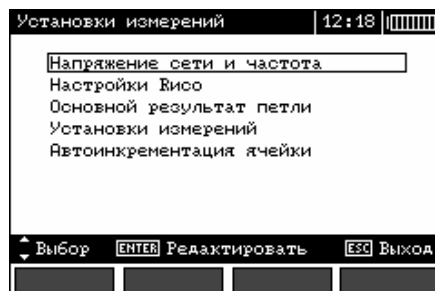 Установки измерений 12:18
Напряжение сети и частота
Настройки Rисо
Основной результат петли
Установки измерений
Автоинкрементация ячейки
Выбор ENTER Редактировать ESC Выход